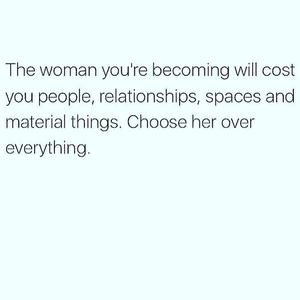 The woman you're becoming will cost
you people, relationships, spaces and
material things. Choose her over
everything.